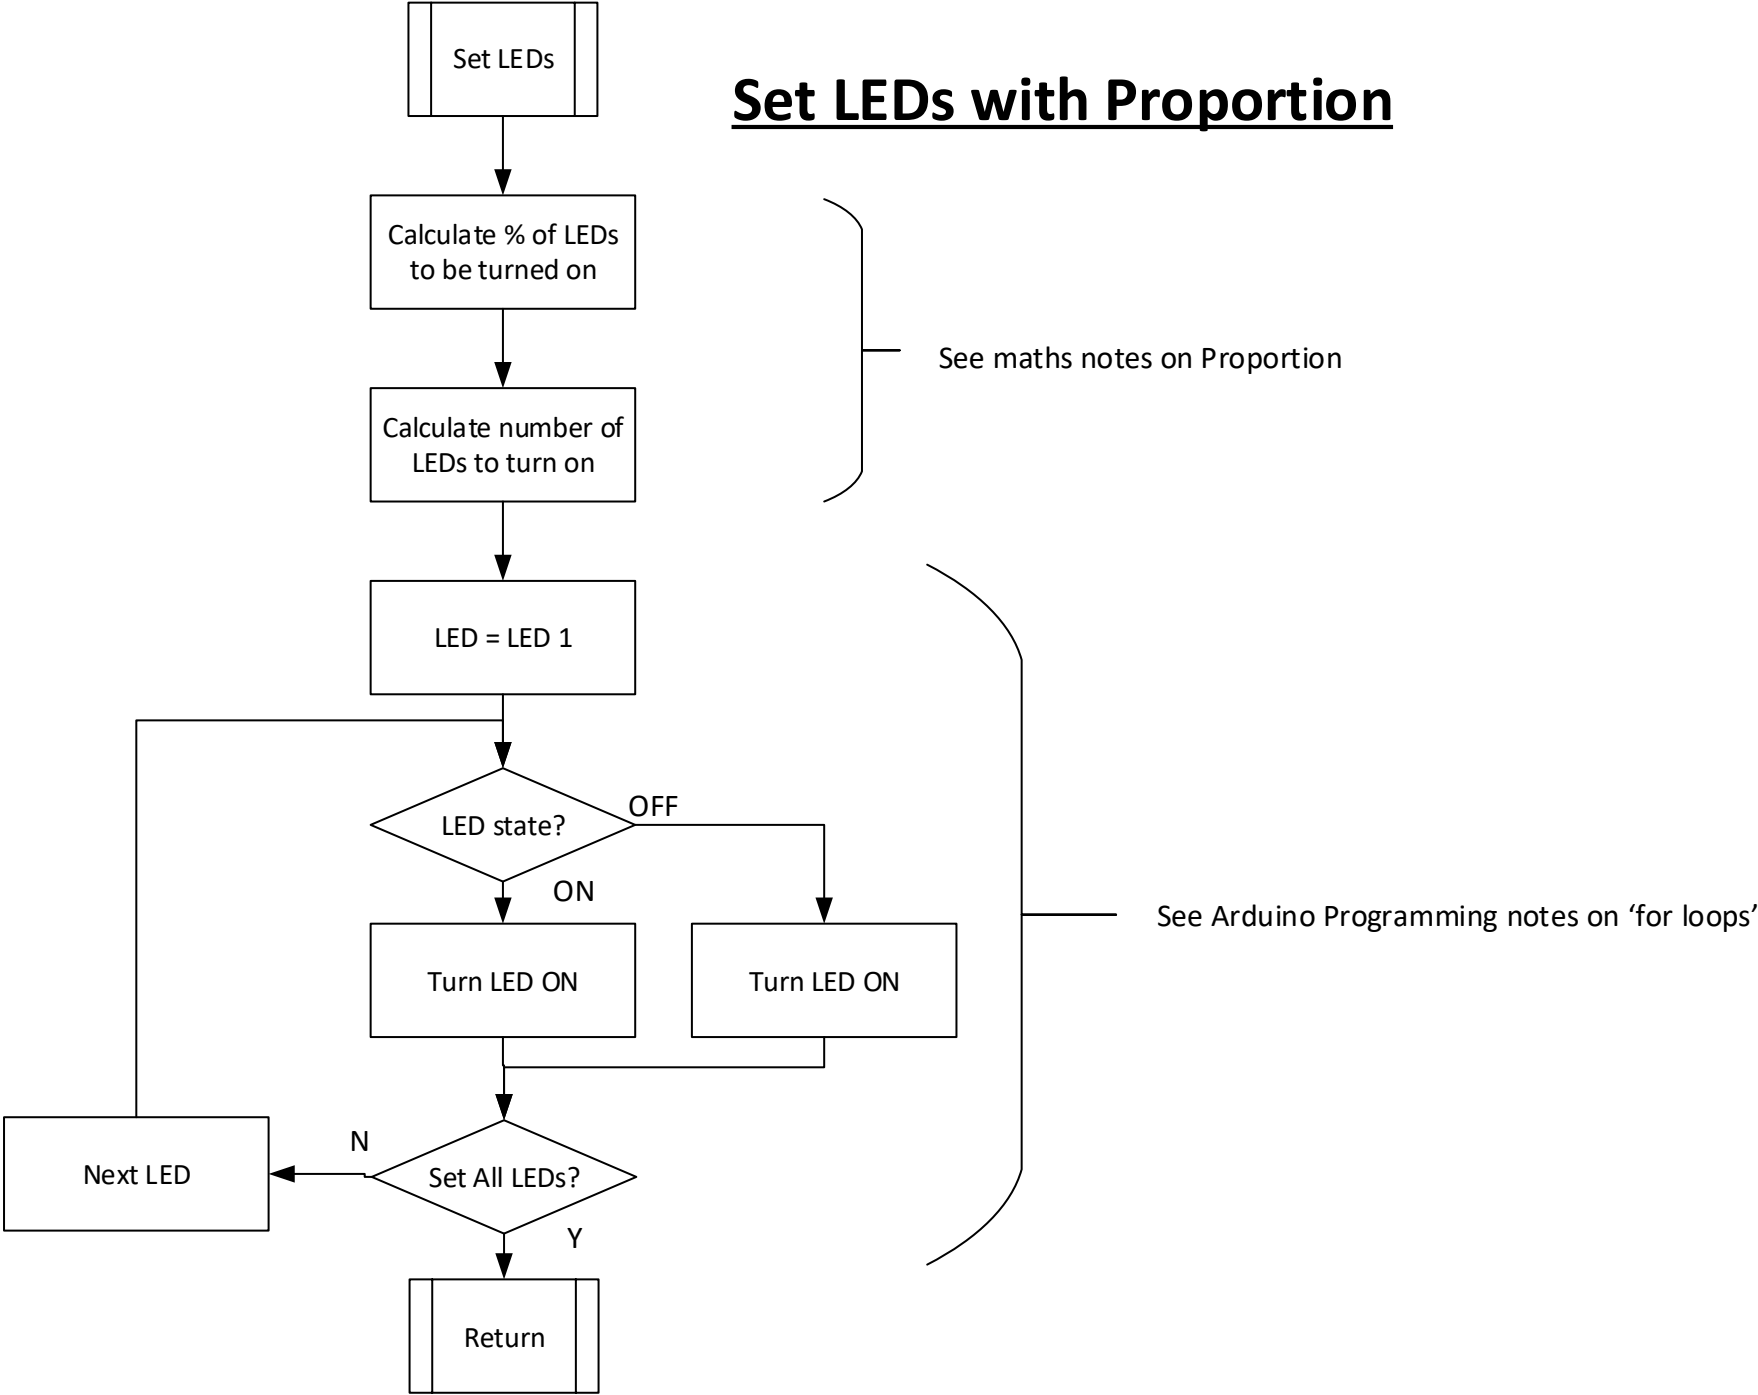 Set LEDs
Set LEDs with Proportion
Calculate % of LEDs
to be turned on
See maths notes on Proportion
Calculate number of
LEDs to turn on
LED = LED 1
LED state?
OFF
ON
See Arduino Programming notes on ‘for loops’
Turn LED ON
Turn LED ON
N
Next LED
Set All LEDs?
Y
Return